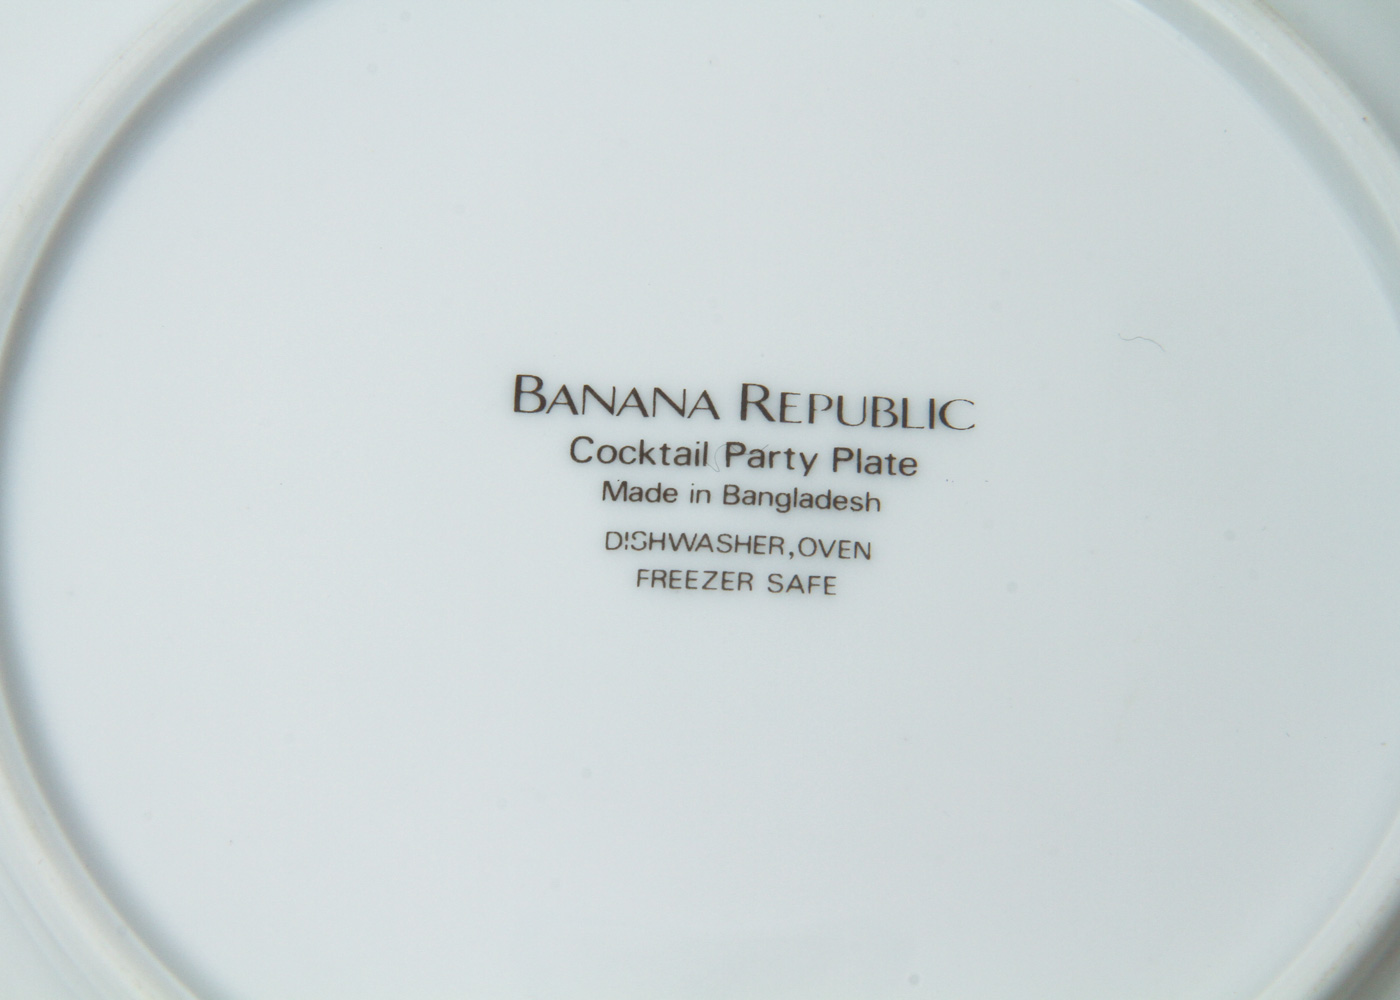 BANANA REPUBLIC
Cocktail Party Plate
Made in Bangladesh
DISHWASHER,OVEN
FREEZER SAFE